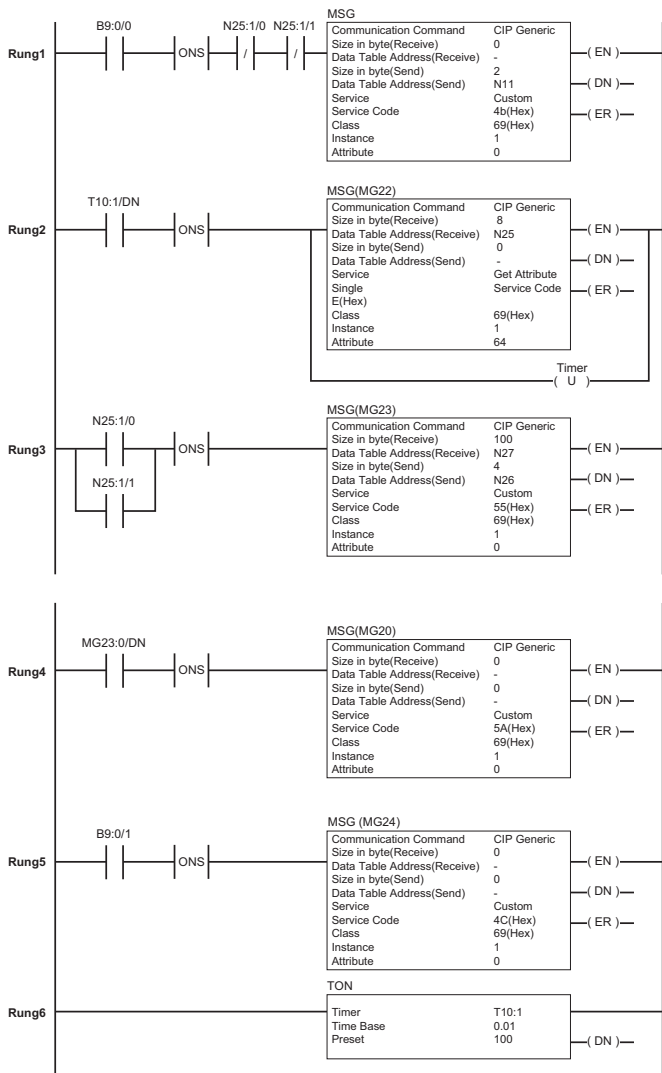 B9:0/0
N25:1/0 N25:1/1
MSG
Rung1
ONS
/
/
Communication Command CIP Generic
Size in byte(Receive) 0
Data Table Address(Receive) -
Size in byte(Send) 2
Data Table Address(Send) N11
Service Custom
Service Code 4b(Hex)
Class 69(Hex)
Instance 1
Attribute 0
EN
DN
ER
T10:1/DN
MSG(MG22)
Rung2
ONS
Communication Command CIP Generic
Size in byte(Receive) 8
Data Table Address(Receive) N25
Size in byte(Send) 0
Data Table Address(Send) -
Service Get Attribute
Single Service Code
E(Hex)
Class 69(Hex)
Instance 1
Attribute 64
EN
DN
ER
Timer
U
N25:1/0
MSG(MG23)
Rung3
ONS
N25:1/1
Communication Command CIP Generic
Size in byte(Receive) 100
Data Table Address(Receive) N27
Size in byte(Send) 4
Data Table Address(Send) N26
Service Custom
Service Code 55(Hex)
Class 69(Hex)
Instance 1
Attribute 0
EN
DN
ER
MG23:0/DN
MSG(MG20)
Rung4
ONS
Communication Command CIP Generic
Size in byte(Receive) 0
Data Table Address(Receive) -
Size in byte(Send) 0
Data Table Address(Send) -
Service Custom
Service Code 5A(Hex)
Class 69(Hex)
Instance 1
Attribute 0
EN
DN
ER
B9:0/1
MSG (MG24)
Rung5
ONS
Communication Command CIP Generic
Size in byte(Receive) 0
Data Table Address(Receive) -
Size in byte(Send) 0
Data Table Address(Send) -
Service Custom
Service Code 4C(Hex)
Class 69(Hex)
Instance 1
Attribute 0
EN
DN
ER
TON
Rung6
Timer T10:1
Time Base 0.01
Preset 100
DN